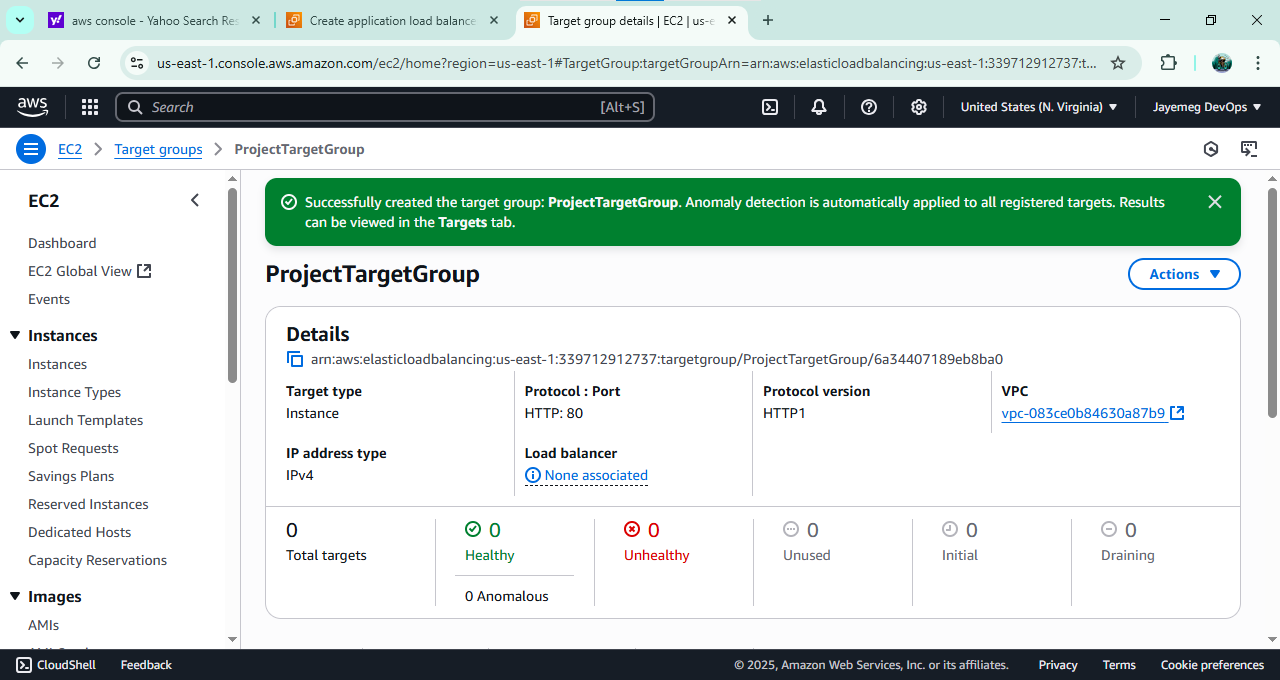 aws console - Yahoo Search Res
Create application load balance
Target group details | EC2 | us-e
us-east-1.console.aws.amazon.com/ec2/home?region=us-east-1#TargetGroup:targetGroupArn=arn:aws:elasticloadbalancing:us-east-1:339712912737:t...
aws
Search
[Alt+S]
United States (N. Virginia)
Jayemeg DevOps
EC2
Target groups
ProjectTargetGroup
EC2
Dashboard
EC2 Global View
Events
Instances
Instances
Instance Types
Launch Templates
Spot Requests
Savings Plans
Reserved Instances
Dedicated Hosts
Capacity Reservations
Images
AMIs
Successfully created the target group: ProjectTargetGroup. Anomaly detection is automatically applied to all registered targets. Results
can be viewed in the Targets tab.
ProjectTargetGroup
Actions
Details
arn:aws:elasticloadbalancing:us-east-1:339712912737:targetgroup/ProjectTargetGroup/6a34407189eb8ba0
Target type
Instance
Protocol : Port
HTTP: 80
Protocol version
HTTP1
VPC
vpc-083ce0b84630a87b9
IP address type
IPv4
Load balancer
None associated
0
Total targets
0
Healthy
0 Anomalous
0
Unhealthy
0
Unused
0
Initial
0
Draining
CloudShell
Feedback
© 2025, Amazon Web Services, Inc. or its affiliates.
Privacy
Terms
Cookie preferences